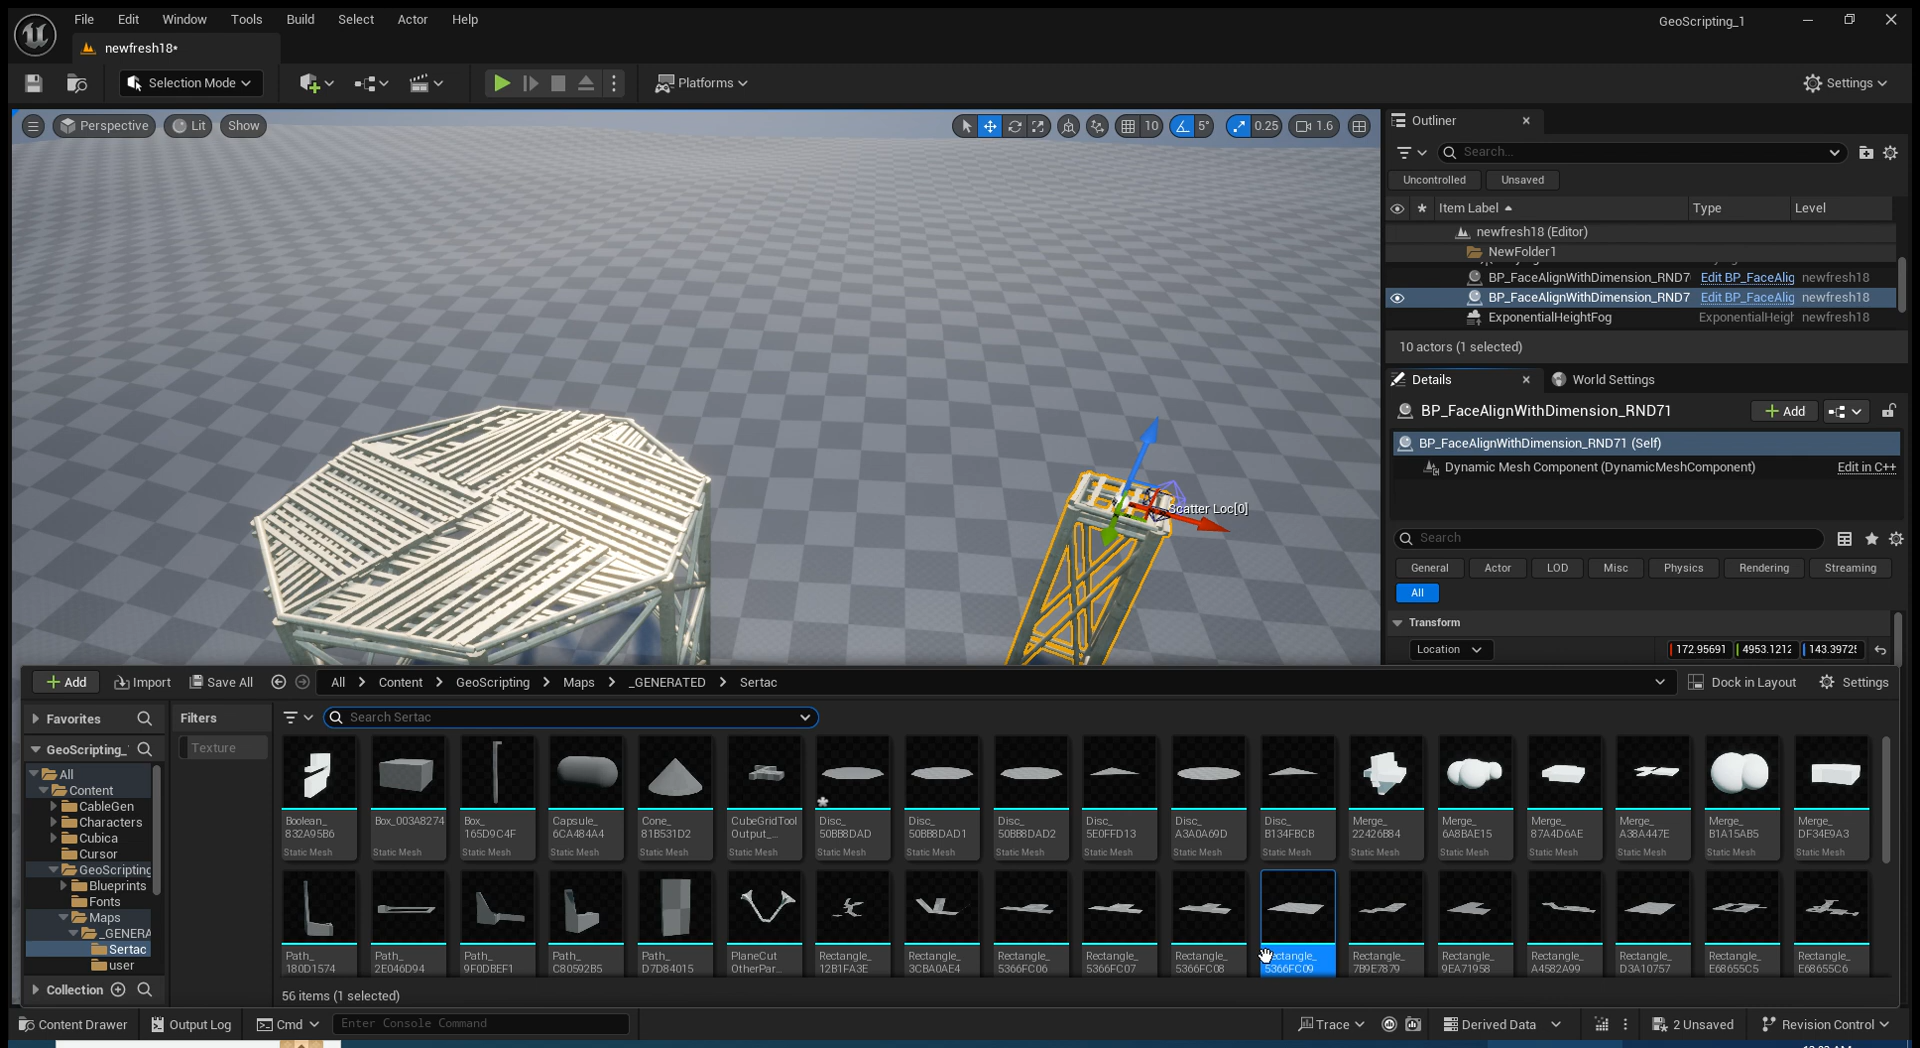 File Edit Window Tools Build Select Actor Help
GeoScripting_1
newfresh18*
Selection Mode
Platforms
Settings
Perspective
Lit
Show
10
5°
0.25
1.6
Scatter Loc[0]
Outliner
Search...
Uncontrolled
Unsaved
Item Label Type Level
newfresh18 (Editor)
NewFolder1
BP_FaceAlignWithDimension_RND7 Edit BP_FaceAlig newfresh18
BP_FaceAlignWithDimension_RND7 Edit BP_FaceAlig newfresh18
ExponentialHeightFog ExponentialHeigh newfresh18
10 actors (1 selected)
Details
World Settings
BP_FaceAlignWithDimension_RND71
Add
BP_FaceAlignWithDimension_RND71 (Self)
Dynamic Mesh Component (DynamicMeshComponent) Edit in C++
Search
General Actor LOD Misc Physics Rendering Streaming
All
Transform
Location 172.95691 4953.1212
Add Import Save All All Content GeoScripting Maps _GENERATED Sertac Dock in Layout Settings
Favorites
GeoScripting_
All
Content
CableGen
Characters
Cubica
Cursor
GeoScripting
Blueprints
Fonts
Maps
_GENERA
Sertac
user
Collection
Filters
Texture
Search Sertac
Boolean_ 832A95B6 Static Mesh
Box_003A8274 Static Mesh
Box_ 165D9C4F Static Mesh
Capsule_ 6CA484A4 Static Mesh
Cone_ 81B531D2 Static Mesh
CubeGridTool Output_... Static Mesh
Disc_ 50BB8DAD Static Mesh
Disc_ 50BB8DAD1 Static Mesh
Disc_ 50BB8DAD2 Static Mesh
Disc_ 5E0FFD13 Static Mesh
Disc_ A3A0A69D Static Mesh
Disc_ B134FBCB Static Mesh
Merge_ 22426B84 Static Mesh
Merge_ 6A8BAE15 Static Mesh
Merge_ 87A4D6AE Static Mesh
Merge_ A38A447E Static Mesh
Merge_ B1A15AB5 Static Mesh
Merge_ DF34E9A3 Static Mesh
Path_ 180D1574
Path_ 2E046D94
Path_ 9F0DBEF1
Path_ C80592B5
Path_ D7D84015
PlaneCut OtherPar...
Rectangle_ 12B1FA3E
Rectangle_ 3CBA0AE4
Rectangle_ 5366FC06
Rectangle_ 5366FC07
Rectangle_ 5366FC08
Rectangle_ 5366FC09
Rectangle_ 7B9E7879
Rectangle_ 9EA71958
Rectangle_ A4582A99
Rectangle_ D3A10757
Rectangle_ E68655C5
Rectangle_ E68655C6
56 items (1 selected)
Content Drawer
Output Log
Cmd
Enter Console Command
Trace
Derived Data
2 Unsaved
Revision Control